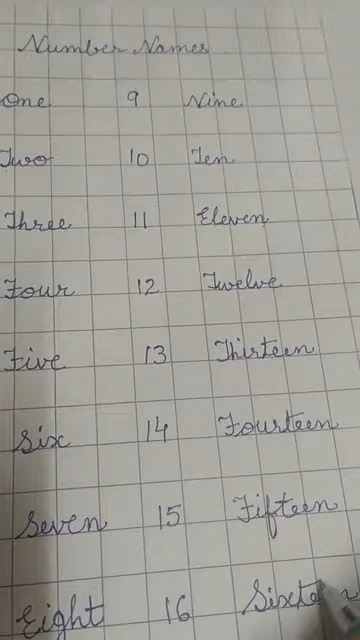 Number Names
One 9 Nine
Two 10 Ten
Three 11 Eleven
Four 12 Twelve
Five 13 Thirteen
Six 14 Fourteen
Seven 15 Fifteen
Eight 16